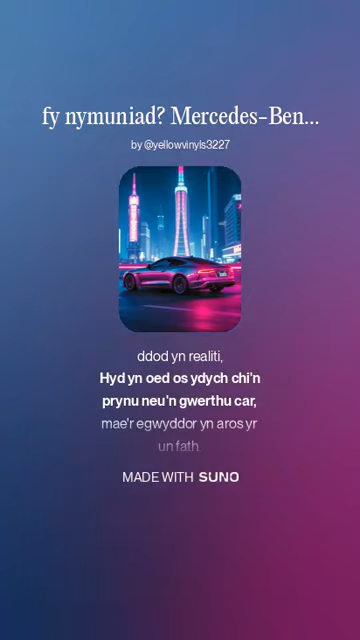 fy nymuniad? Mercedes-Ben...
by @yellowvinyls3227
ddod yn realiti,
Hyd yn oed os ydych chi'n
prynu neu'n gwerthu car,
mae'r egwyddor yn aros yr
un fath.
MADE WITH SUNO